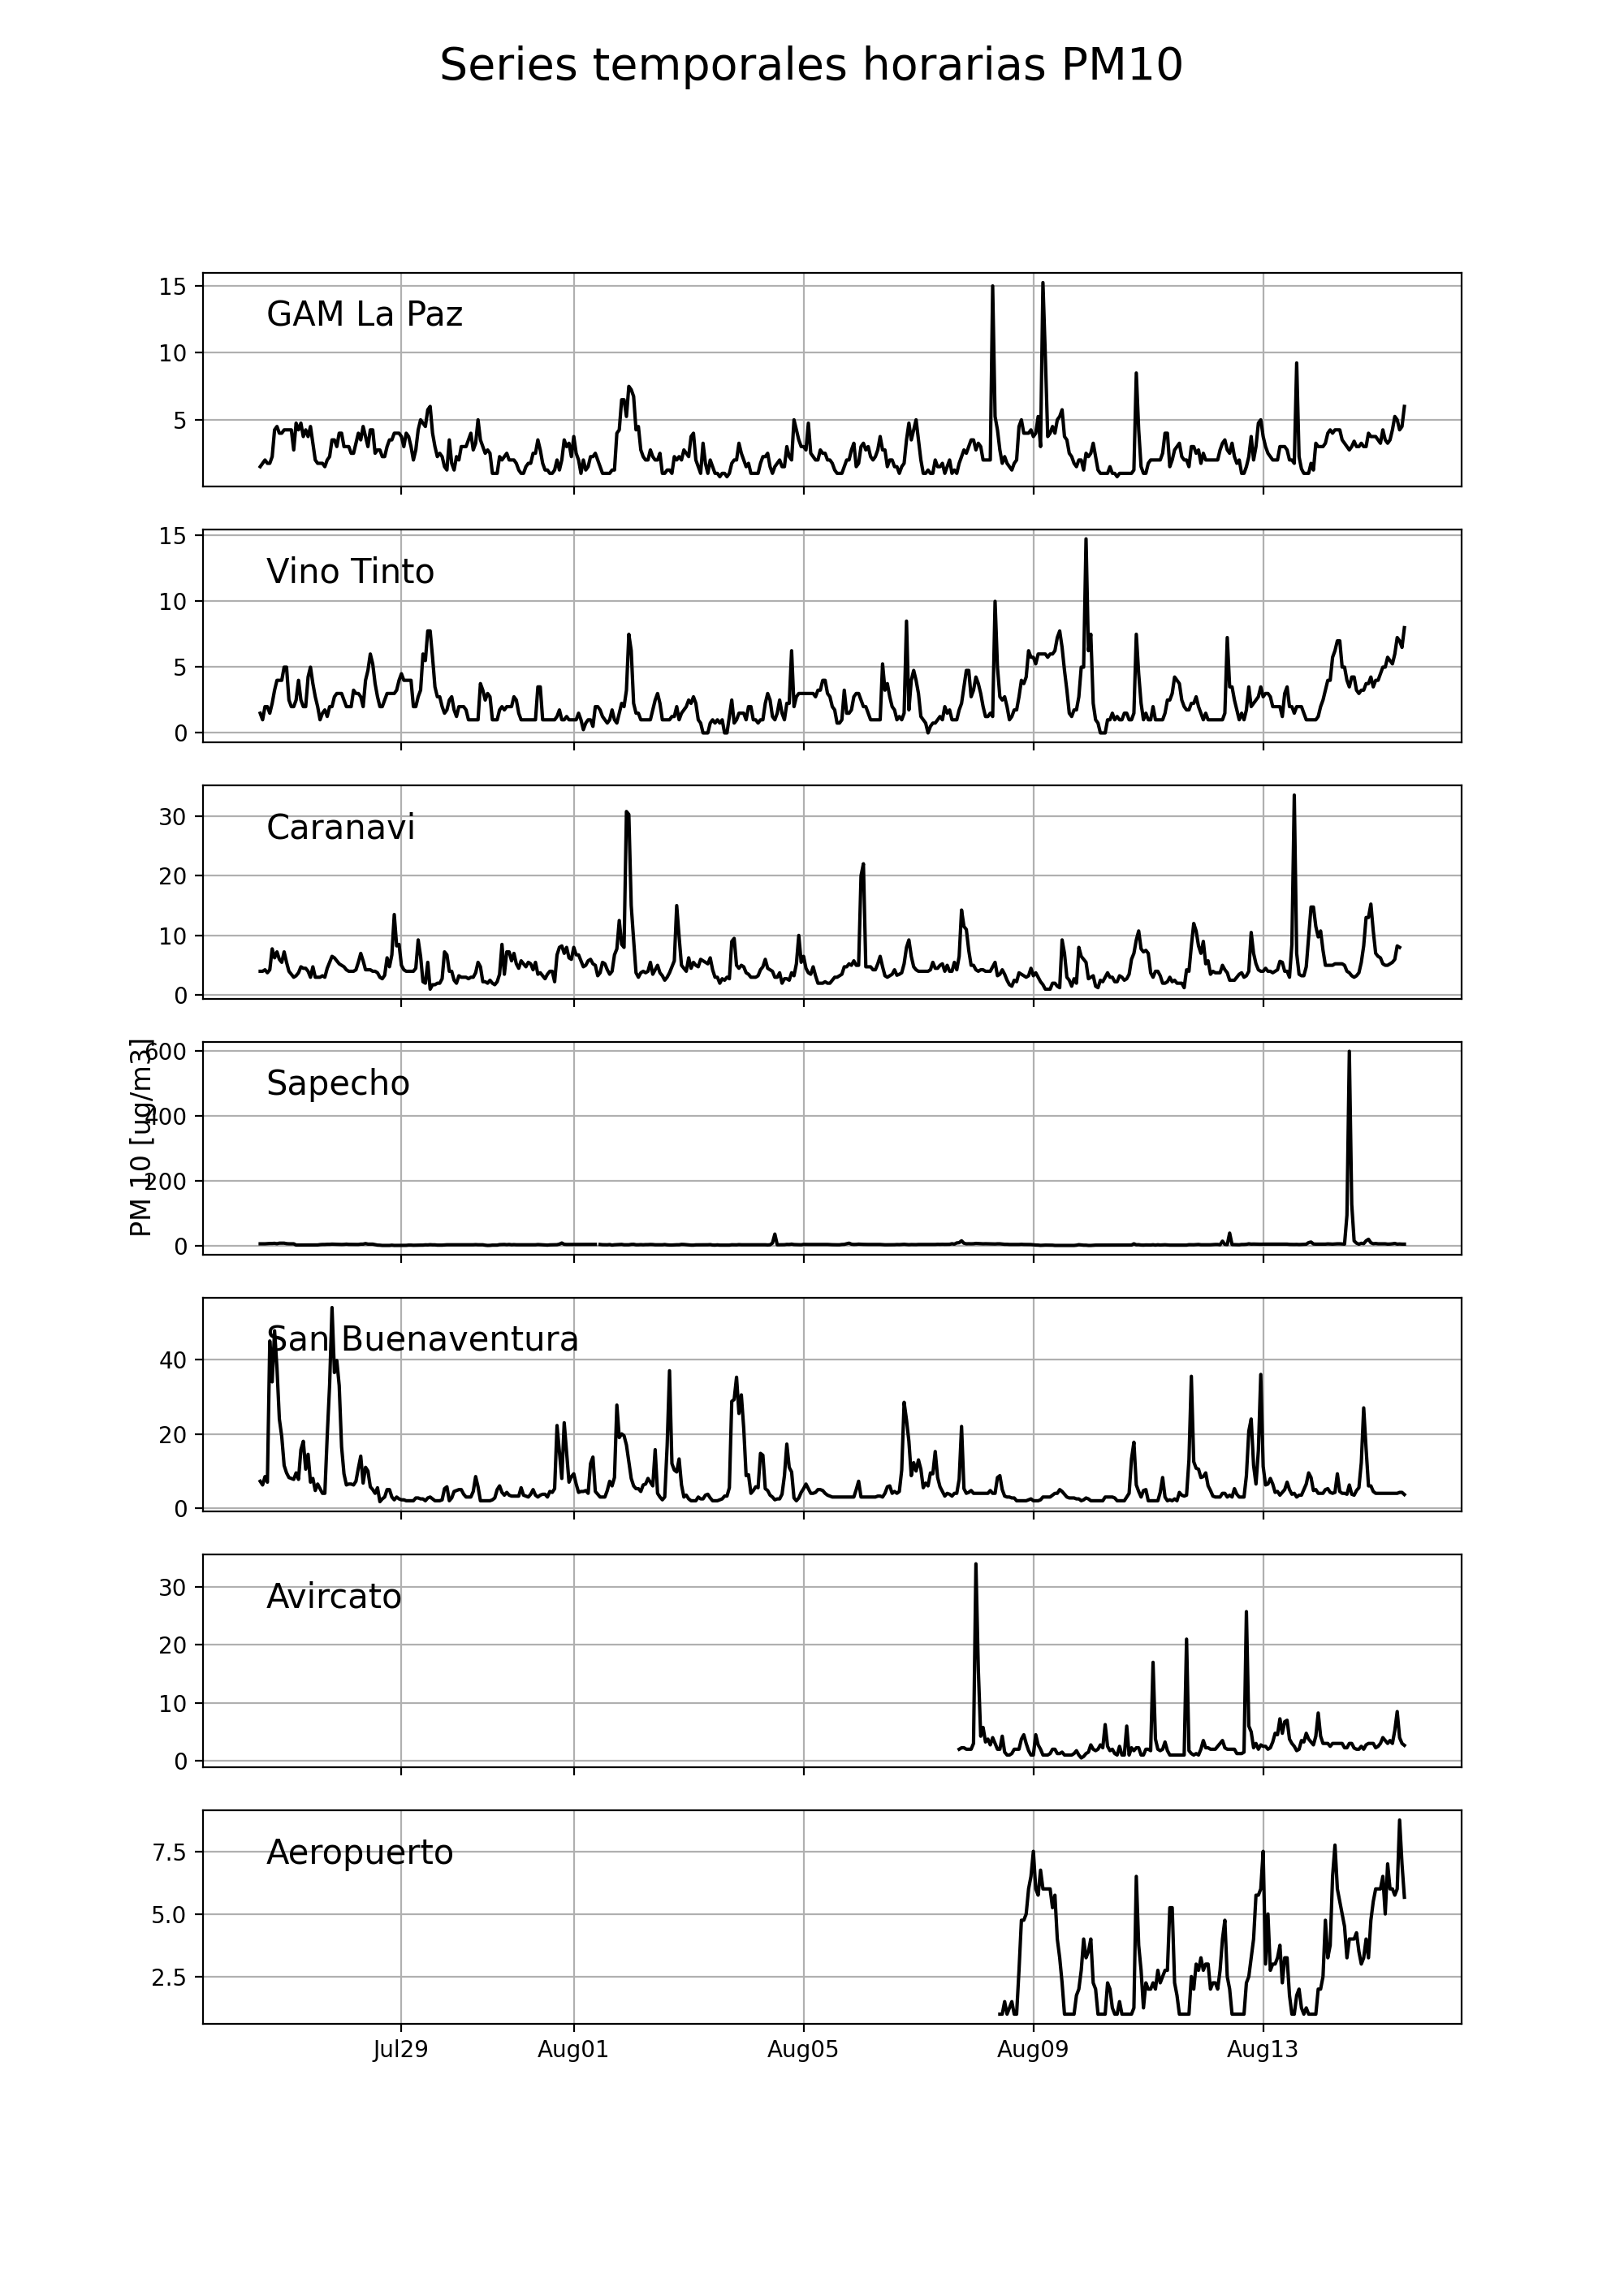 Series temporales horarias PM10
GAM La Paz
15
10
5
Vino Tinto
15
10
5
0
Caranavi
30
20
10
0
PM 10 [ug/m3]
Sapecho
600
400
200
0
San Buenaventura
40
20
0
Avircato
30
20
10
0
Aeropuerto
7.5
5.0
2.5
Jul29 Aug01 Aug05 Aug09 Aug13